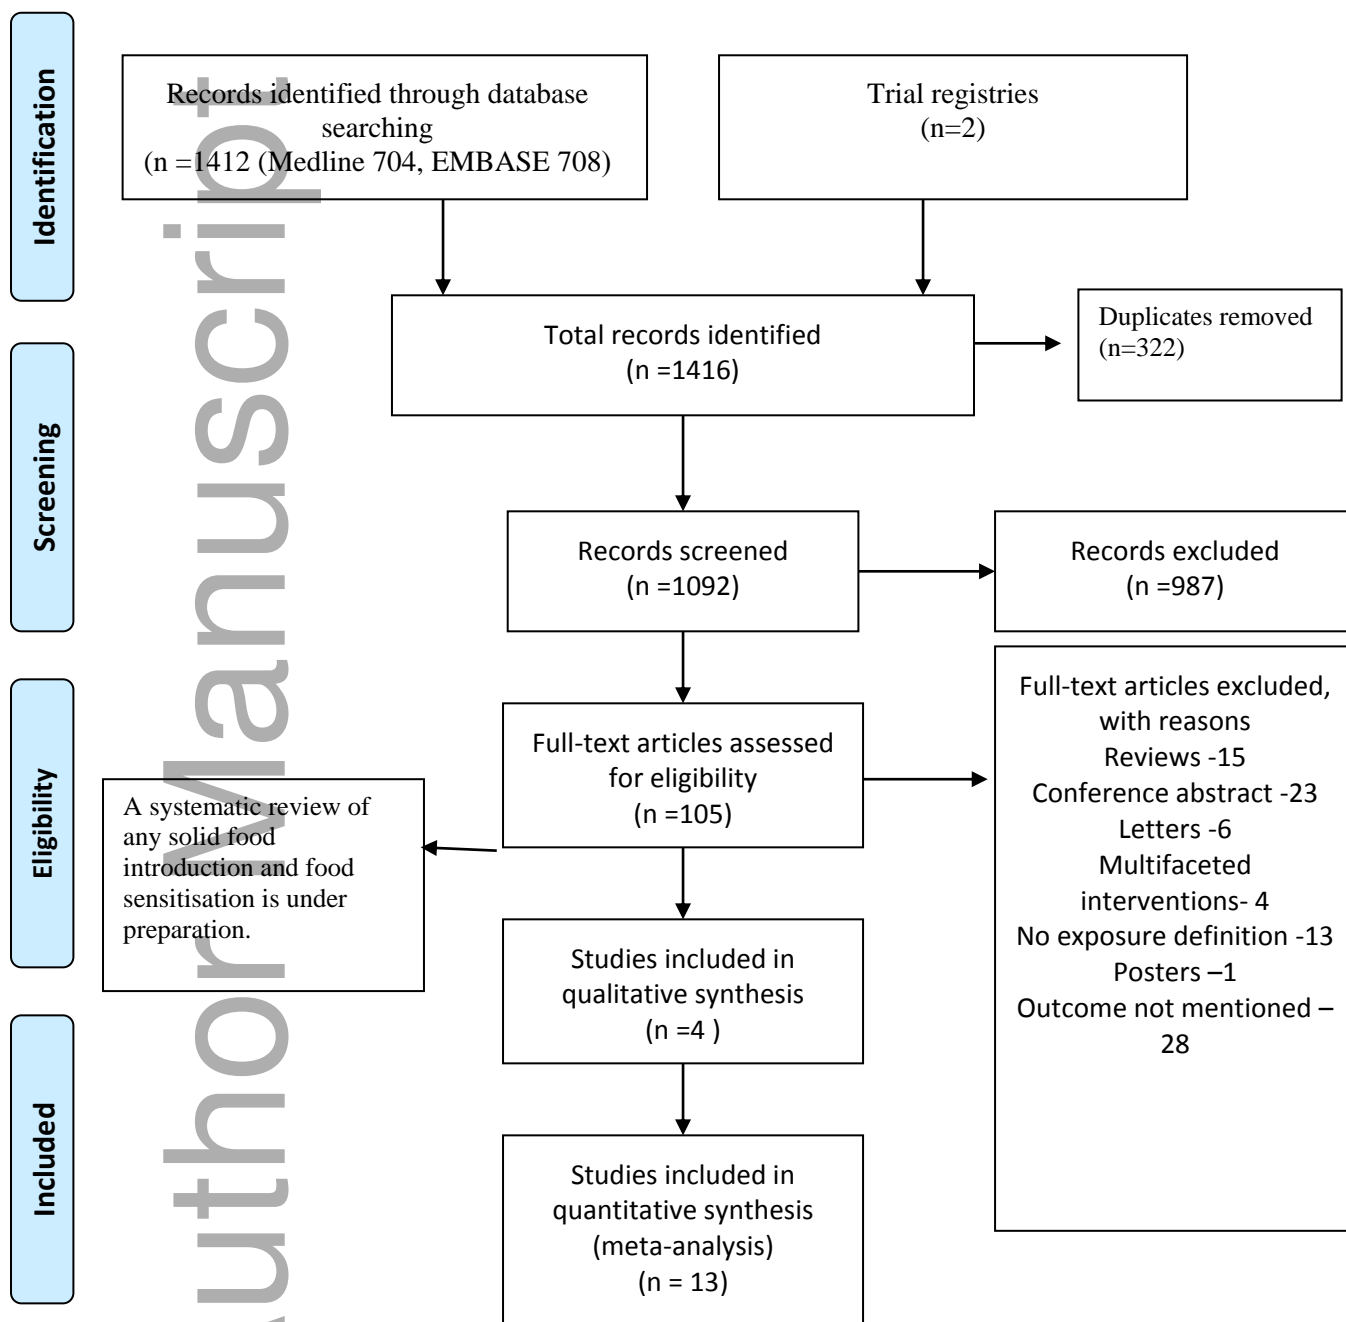 Identification
Records identified through database
searching
(n =1412 (Medline 704, EMBASE 708)
Trial registries
(n=2)
Total records identified
(n =1416)
Duplicates removed
(n=322)
Screening
Records screened
(n =1092)
Records excluded
(n =987)
Eligibility
Full-text articles assessed
for eligibility
(n =105)
Full-text articles excluded,
with reasons
Reviews -15
Conference abstract -23
Letters -6
Multifaceted
interventions- 4
No exposure definition -13
Posters –1
Outcome not mentioned –
28
A systematic review of
any solid food
introduction and food
sensitisation is under
preparation.
Studies included in
qualitative synthesis
(n =4 )
Included
Studies included in
quantitative synthesis
(meta-analysis)
(n = 13)
Author Manuscript